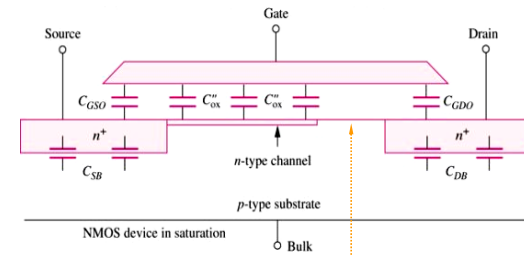 Gate
Source
Drain
C_GSO
C″_ox
C″_ox
C_GDO
n⁺
n⁺
n-type channel
C_SB
C_DB
p-type substrate
NMOS device in saturation
Bulk